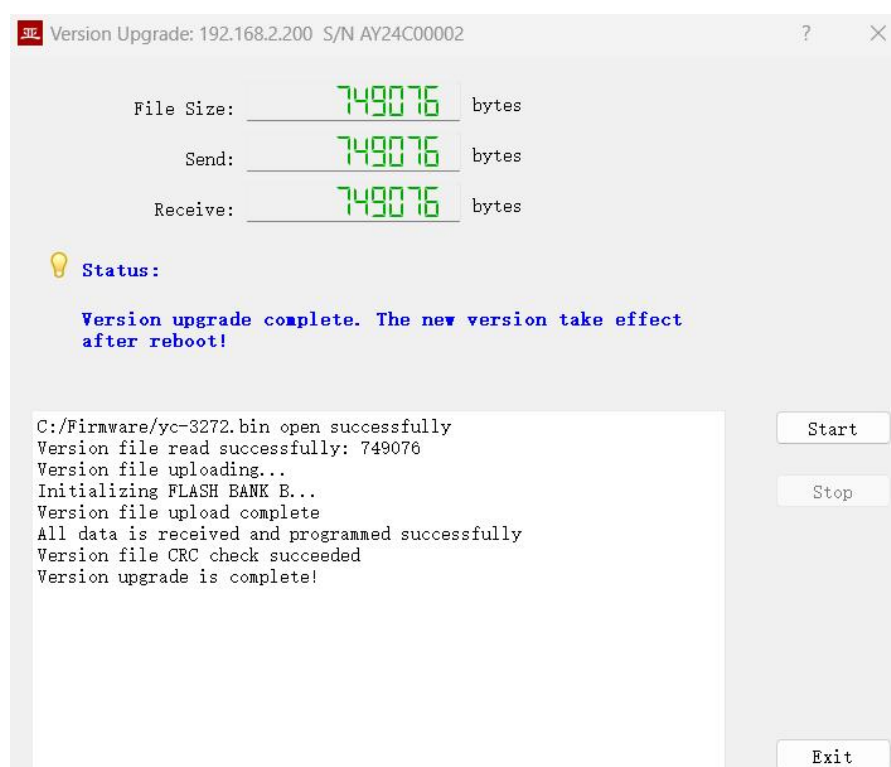 亚 Version Upgrade: 192.168.2.200 S/N AY24C00002 ?
File Size: 749076 bytes
Send: 749076 bytes
Receive: 749076 bytes
Status:
Version upgrade complete. The new version take effect
after reboot!
C:/Firmware/yc-3272.bin open successfully
Version file read successfully: 749076
Version file uploading...
Initializing FLASH BANK B...
Version file upload complete
All data is received and programmed successfully
Version file CRC check succeeded
Version upgrade is complete!
Start
Stop
Exit